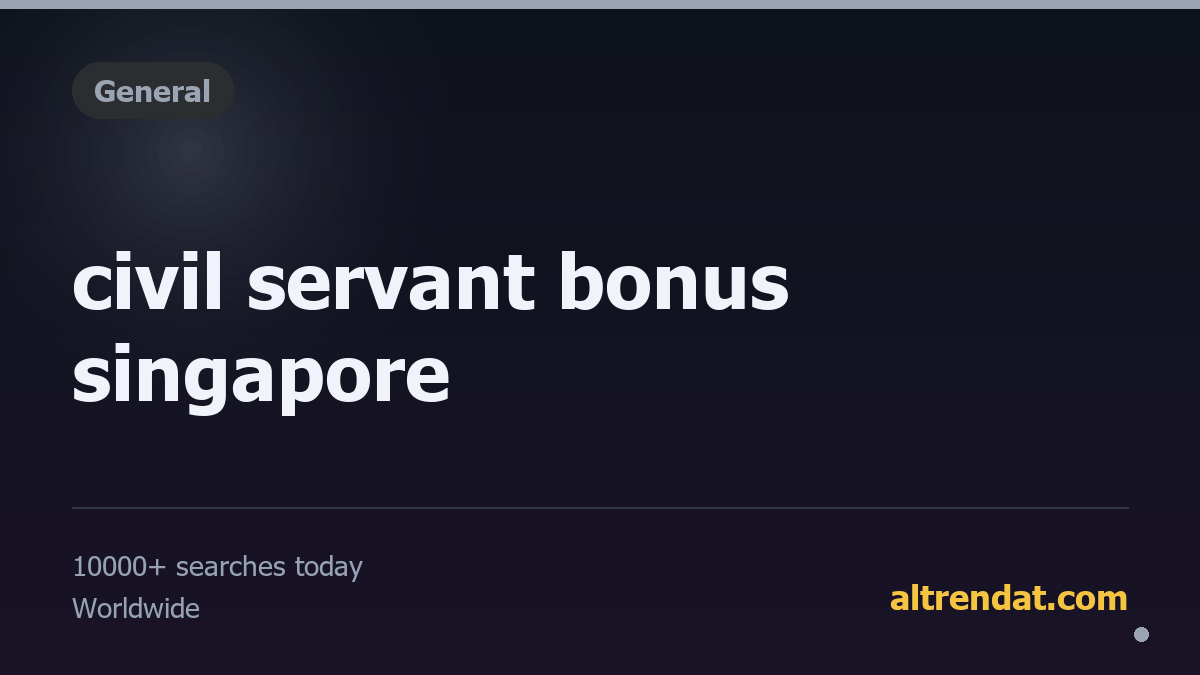 General
civil servant bonus
singapore
10000+ searches today
Worldwide
altrendat.com